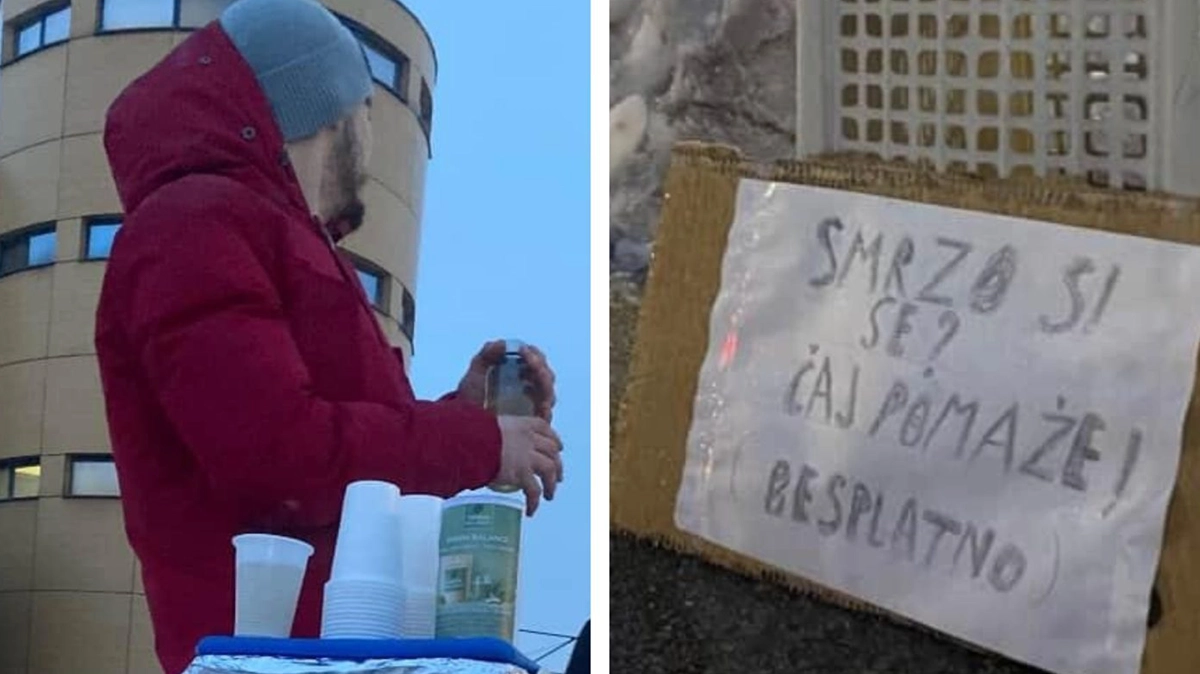 SMRZO SI
SE?
ČAJ POMAŽE!
(BESPLATNO)